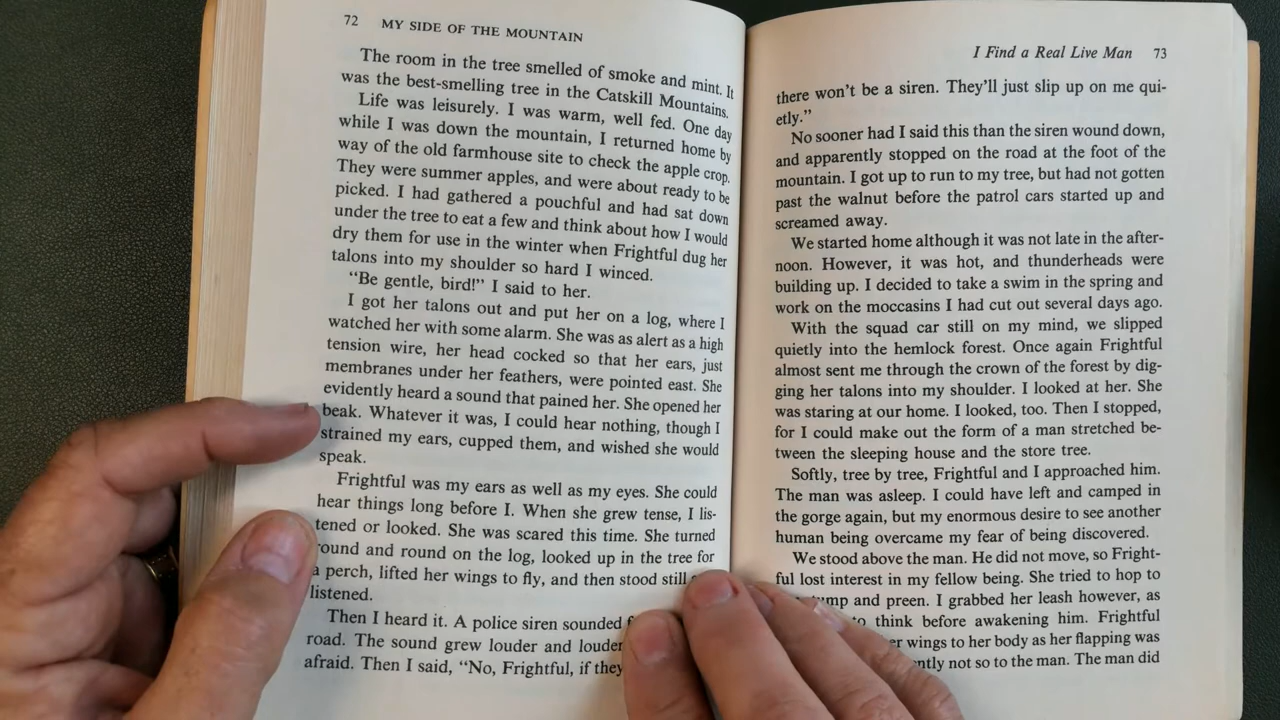 72 MY SIDE OF THE MOUNTAIN
The room in the tree smelled of smoke and mint. It
was the best-smelling tree in the Catskill Mountains.
Life was leisurely. I was warm, well fed. One day
while I was down the mountain, I returned home by
way of the old farmhouse site to check the apple crop.
They were summer apples, and were about ready to be
picked. I had gathered a pouchful and had sat down
under the tree to eat a few and think about how I would
dry them for use in the winter when Frightful dug her
talons into my shoulder so hard I winced.
“Be gentle, bird!” I said to her.
I got her talons out and put her on a log, where I
watched her with some alarm. She was as alert as a high
tension wire, her head cocked so that her ears, just
membranes under her feathers, were pointed east. She
evidently heard a sound that pained her. She opened her
beak. Whatever it was, I could hear nothing, though I
strained my ears, cupped them, and wished she would
speak.
Frightful was my ears as well as my eyes. She could
hear things long before I. When she grew tense, I lis-
tened or looked. She was scared this time. She turned
round and round on the log, looked up in the tree for
a perch, lifted her wings to fly, and then stood still
listened.
Then I heard it. A police siren sounded
road. The sound grew louder and louder
afraid. Then I said, “No, Frightful, if they
I Find a Real Live Man 73
there won’t be a siren. They’ll just slip up on me qui-
etly.”
No sooner had I said this than the siren wound down,
and apparently stopped on the road at the foot of the
mountain. I got up to run to my tree, but had not gotten
past the walnut before the patrol cars started up and
screamed away.
We started home although it was not late in the after-
noon. However, it was hot, and thunderheads were
building up. I decided to take a swim in the spring and
work on the moccasins I had cut out several days ago.
With the squad car still on my mind, we slipped
quietly into the hemlock forest. Once again Frightful
almost sent me through the crown of the forest by dig-
ging her talons into my shoulder. I looked at her. She
was staring at our home. I looked, too. Then I stopped,
for I could make out the form of a man stretched be-
tween the sleeping house and the store tree.
Softly, tree by tree, Frightful and I approached him.
The man was asleep. I could have left and camped in
the gorge again, but my enormous desire to see another
human being overcame my fear of being discovered.
We stood above the man. He did not move, so Fright-
ful lost interest in my fellow being. She tried to hop to
and preen. I grabbed her leash however, as
to think before awakening him. Frightful
wings to her body as her flapping was
not so to the man. The man did